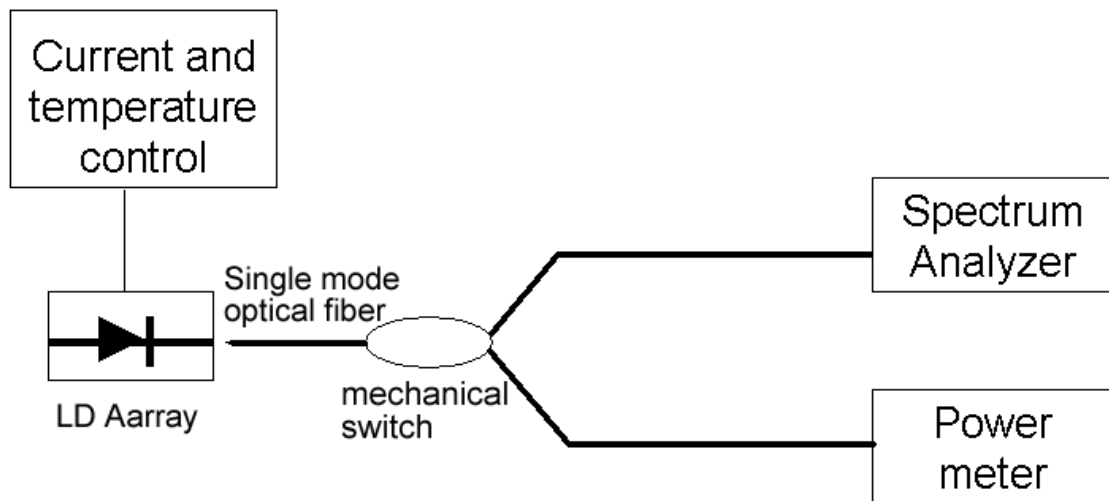 Current and
temperature
control
Spectrum
Analyzer
Single mode
optical fiber
mechanical
switch
LD Aarray
Power
meter